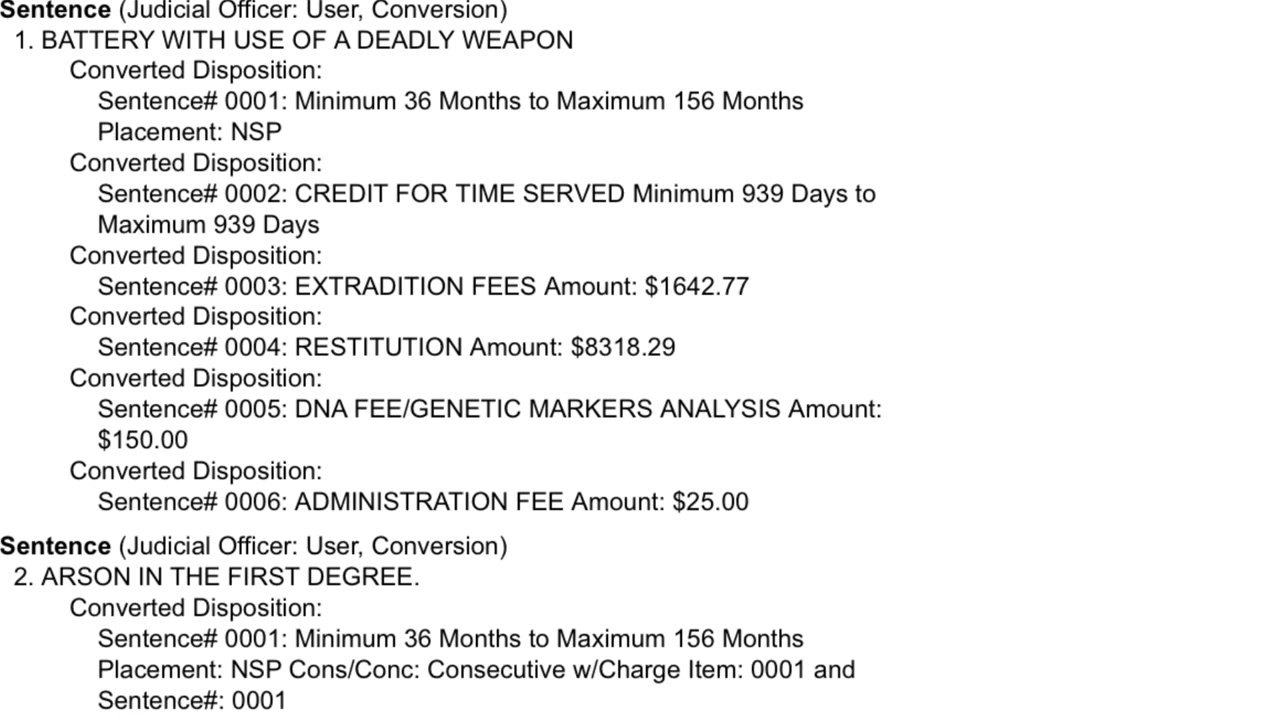 Sentence (Judicial Officer: User, Conversion)
1. BATTERY WITH USE OF A DEADLY WEAPON
Converted Disposition:
Sentence# 0001: Minimum 36 Months to Maximum 156 Months
Placement: NSP
Converted Disposition:
Sentence# 0002: CREDIT FOR TIME SERVED Minimum 939 Days to
Maximum 939 Days
Converted Disposition:
Sentence# 0003: EXTRADITION FEES Amount: $1642.77
Converted Disposition:
Sentence# 0004: RESTITUTION Amount: $8318.29
Converted Disposition:
Sentence# 0005: DNA FEE/GENETIC MARKERS ANALYSIS Amount:
$150.00
Converted Disposition:
Sentence# 0006: ADMINISTRATION FEE Amount: $25.00
Sentence (Judicial Officer: User, Conversion)
2. ARSON IN THE FIRST DEGREE.
Converted Disposition:
Sentence# 0001: Minimum 36 Months to Maximum 156 Months
Placement: NSP Cons/Conc: Consecutive w/Charge Item: 0001 and
Sentence#: 0001